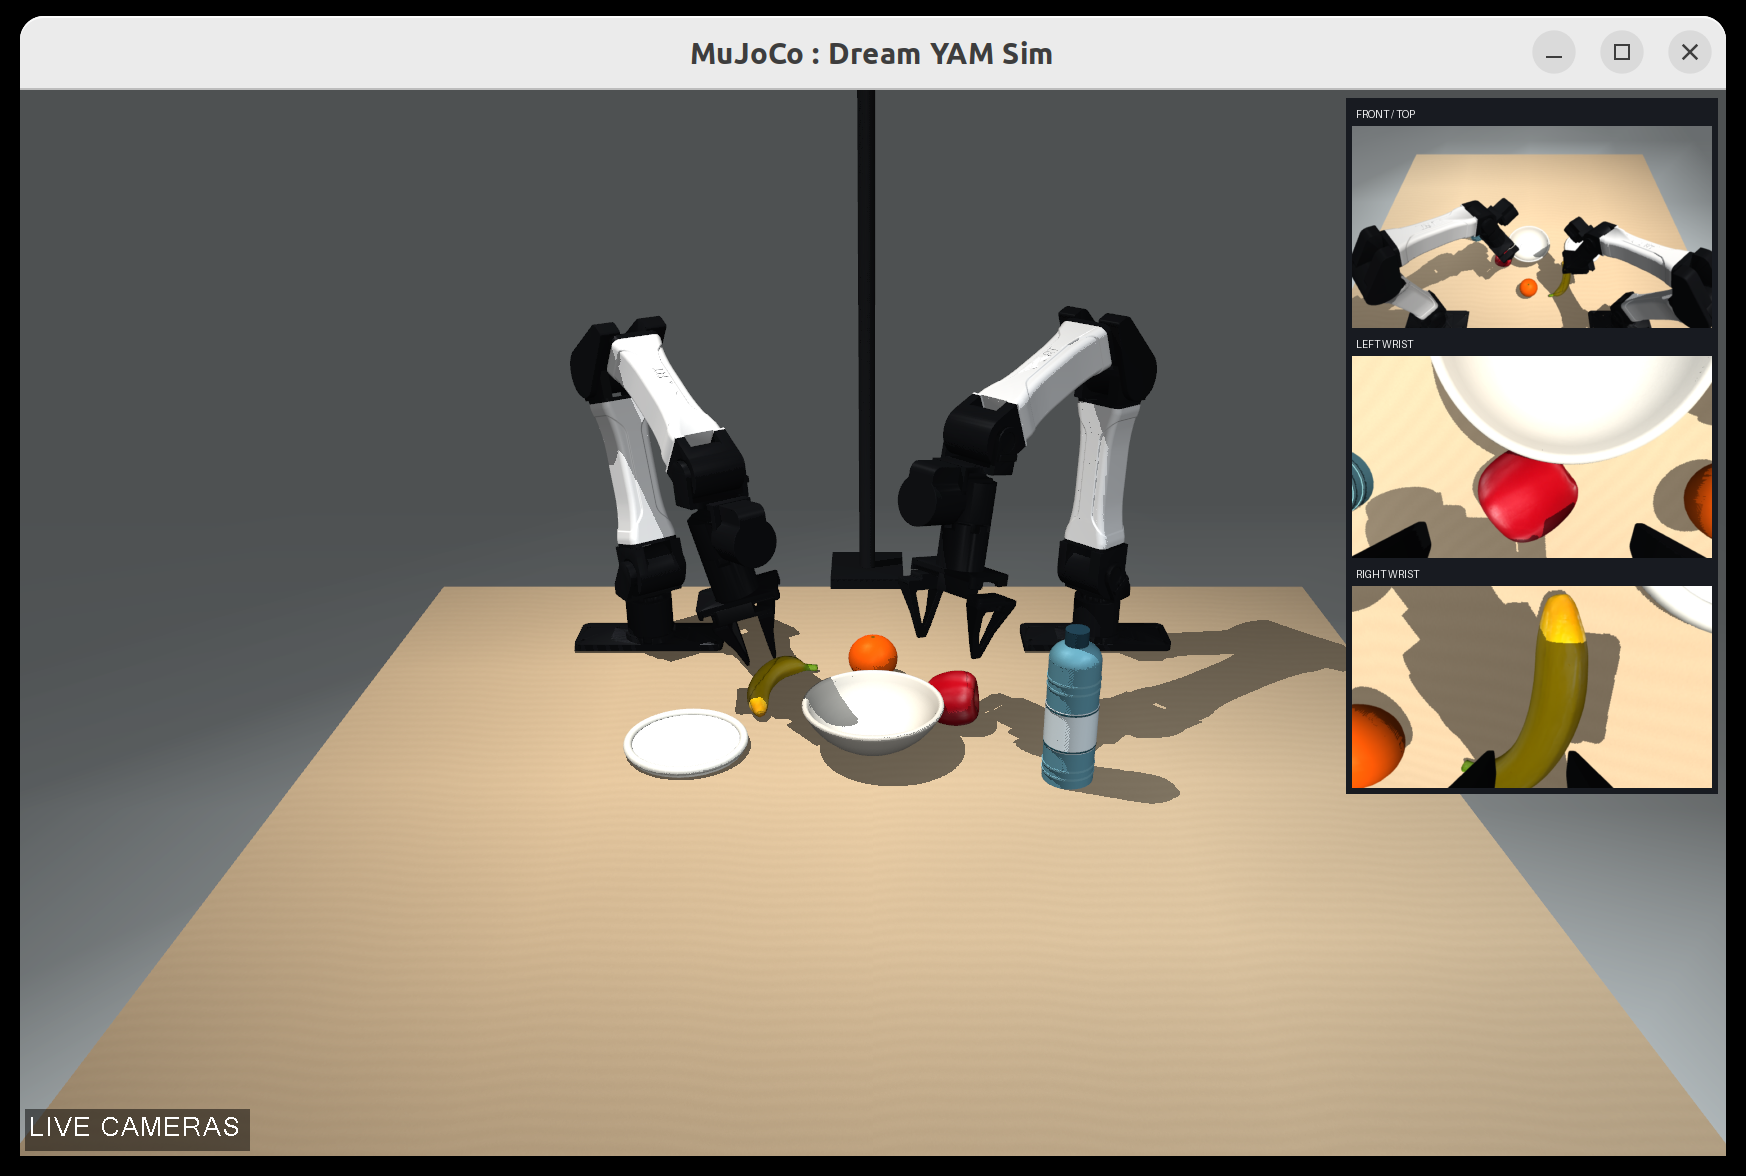 MuJoCo : Dream YAM Sim
FRONT / TOP
LEFT WRIST
RIGHT WRIST
LIVE CAMERAS